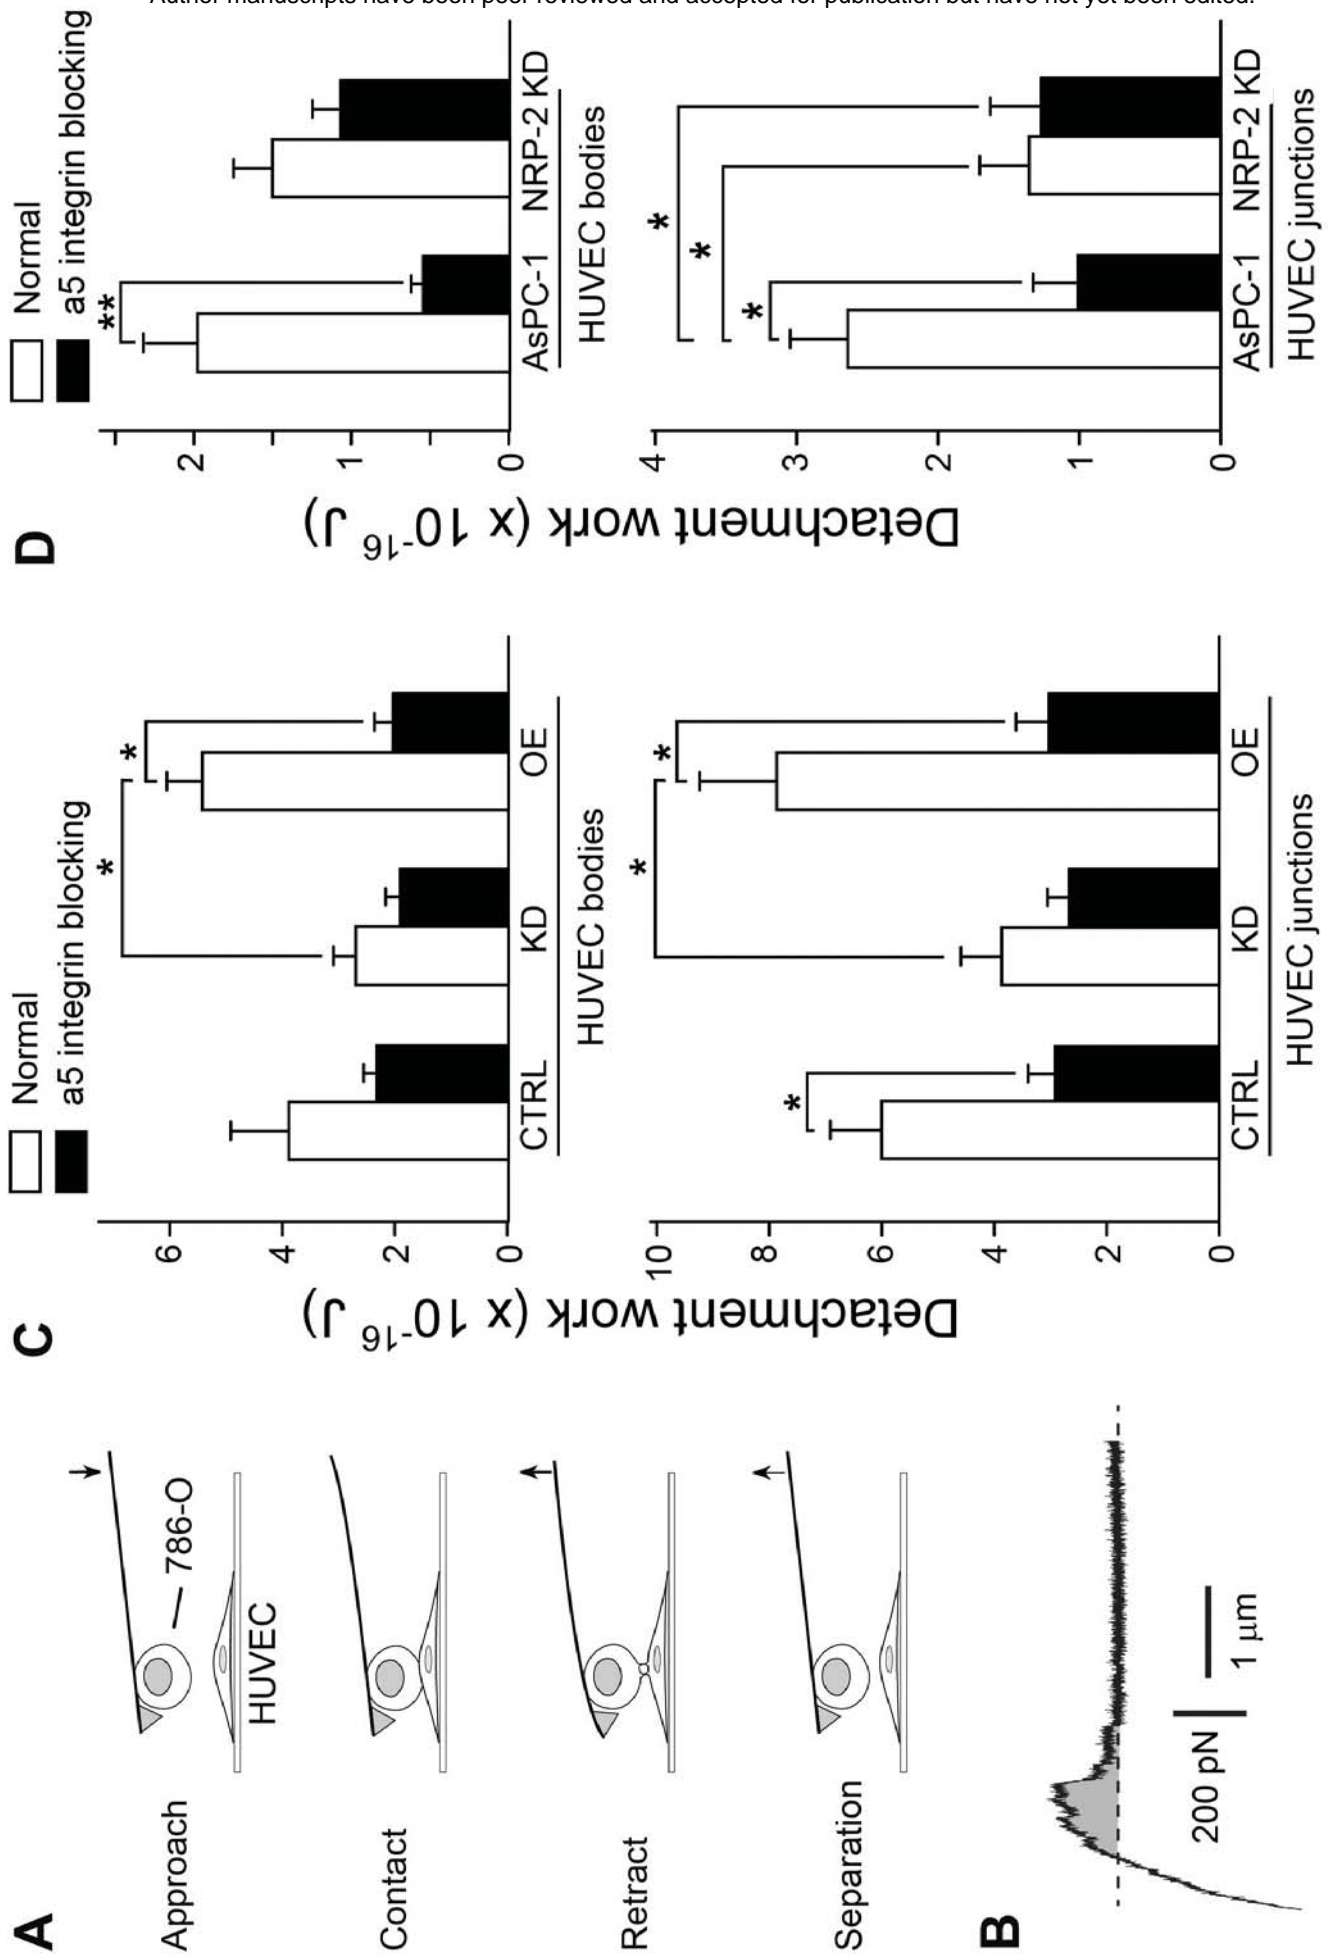 Author manuscripts have been peer reviewed and accepted for publication but have not yet been edited.
A
Approach
786-O
HUVEC
Contact
Retract
Separation
B
200 pN
1 μm
C
Normal
a5 integrin blocking
Detachment work (x 10⁻¹⁶ J)
6
4
2
0
*
*
CTRL KD OE
HUVEC bodies
10
8
6
4
2
0
*
*
*
CTRL KD OE
HUVEC junctions
D
Normal
a5 integrin blocking
Detachment work (x 10⁻¹⁶ J)
2
1
0
**
AsPC-1 NRP-2 KD
HUVEC bodies
4
3
2
1
0
*
*
*
AsPC-1 NRP-2 KD
HUVEC junctions